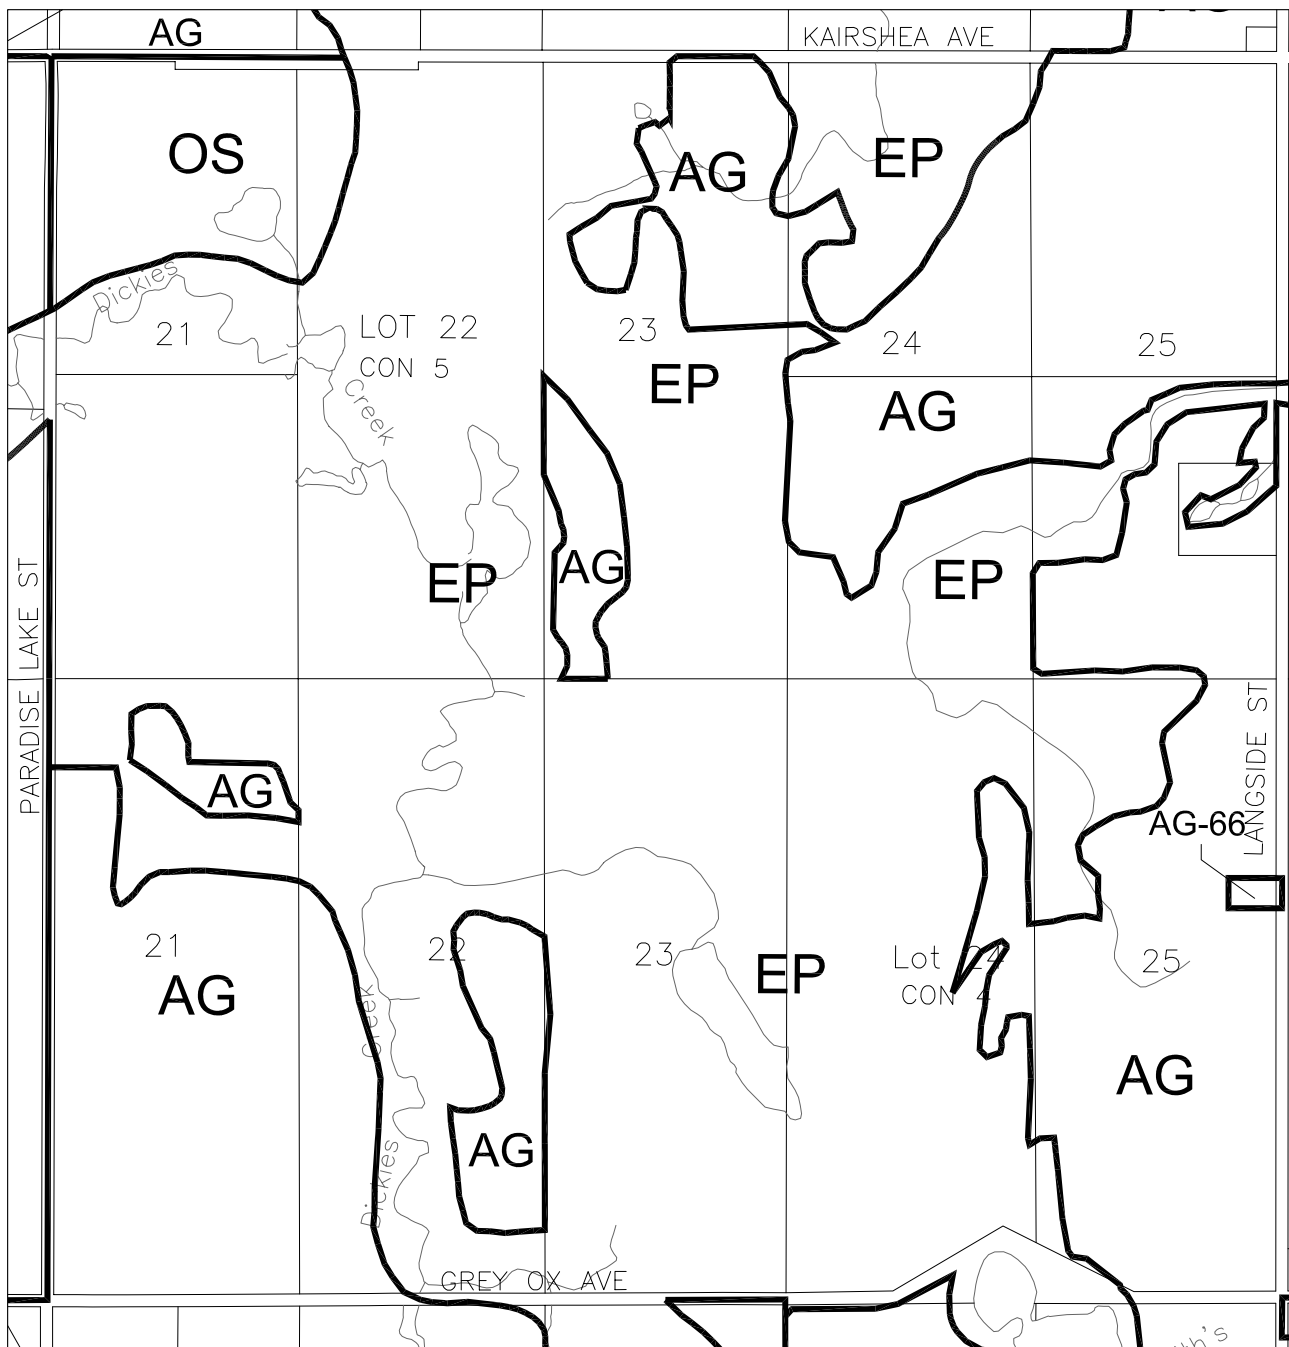 AG
KAIRSHEA AVE
OS
AG
EP
Dickies
21
LOT 22
CON 5
23
24
25
EP
AG
Creek
AG
EP
EP
PARADISE LAKE ST
LANGSIDE ST
AG
AG-66
21
22
23
Lot 24
CON 4
25
AG
EP
Creek
AG
AG
Dickies
GREY OX AVE